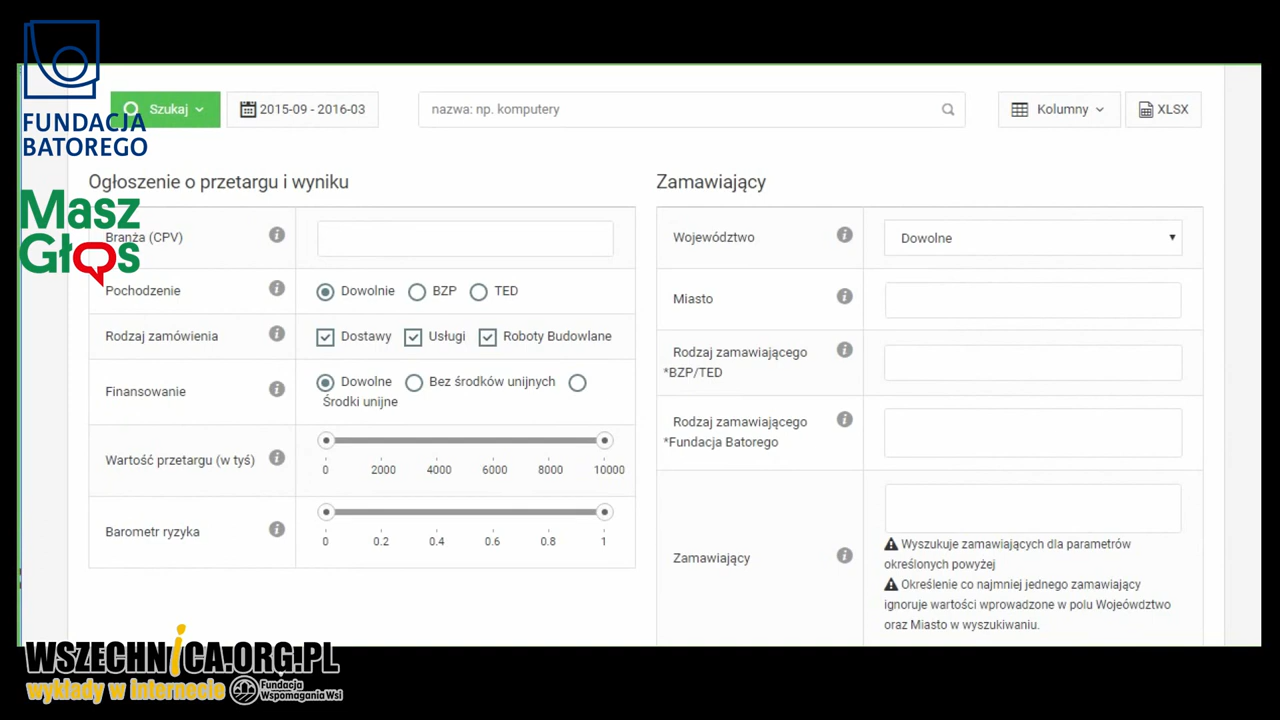 FUNDACJA
BATOREGO
Masz
Głos
Szukaj
2015-09 - 2016-03
nazwa: np. komputery
Kolumny
XLSX
Ogłoszenie o przetargu i wyniku
Branża (CPV)
Pochodzenie
Dowolnie BZP TED
Rodzaj zamówienia
Dostawy Usługi Roboty Budowlane
Finansowanie
Dowolne Bez środków unijnych
Środki unijne
Wartość przetargu (w tyś)
0 2000 4000 6000 8000 10000
Barometr ryzyka
0 0.2 0.4 0.6 0.8 1
Zamawiający
Województwo
Dowolne
Miasto
Rodzaj zamawiającego
*BZP/TED
Rodzaj zamawiającego
*Fundacja Batorego
Zamawiający
Wyszukuje zamawiających dla parametrów
określonych powyżej
Określenie co najmniej jednego zamawiający
ignoruje wartości wprowadzone w polu Wojeówdztwo
oraz Miasto w wyszukiwaniu.
WSZECHNiCA.ORG.PL
wykłady w internecie
Fundacja
Wspomagania Wsi